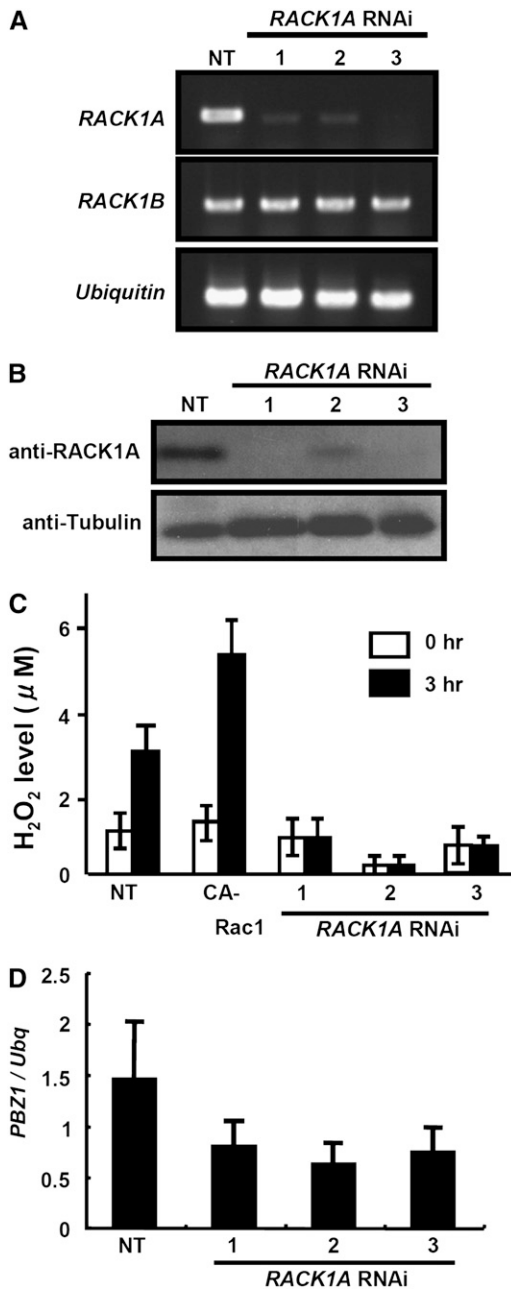 A
RACK1A RNAi
NT 1 2 3
RACK1A
RACK1B
Ubiquitin
B
RACK1A RNAi
NT 1 2 3
anti-RACK1A
anti-Tubulin
C
H₂O₂ level (μM)
6
4
2
0
0 hr
3 hr
NT CA-Rac1 1 2 3
RACK1A RNAi
D
PBZ1 / Ubq
2.5
2
1.5
1
0.5
0
NT 1 2 3
RACK1A RNAi